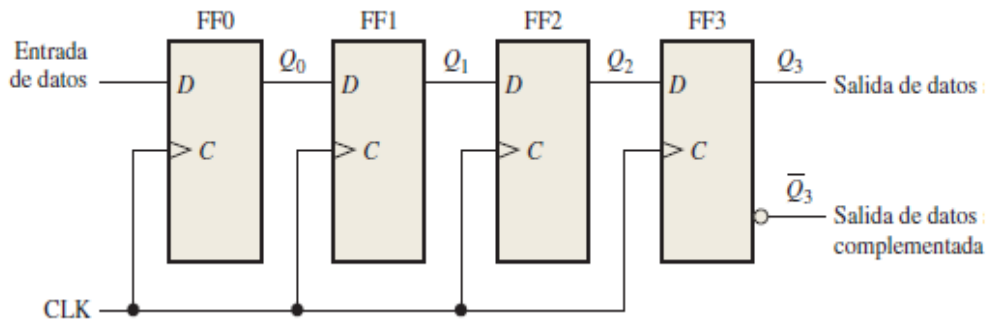 FF0 FF1 FF2 FF3
Entrada
de datos
Q0 Q1 Q2 Q3
D D D D
Salida de datos
C C C C
Q̅3
Salida de datos
complementada
CLK